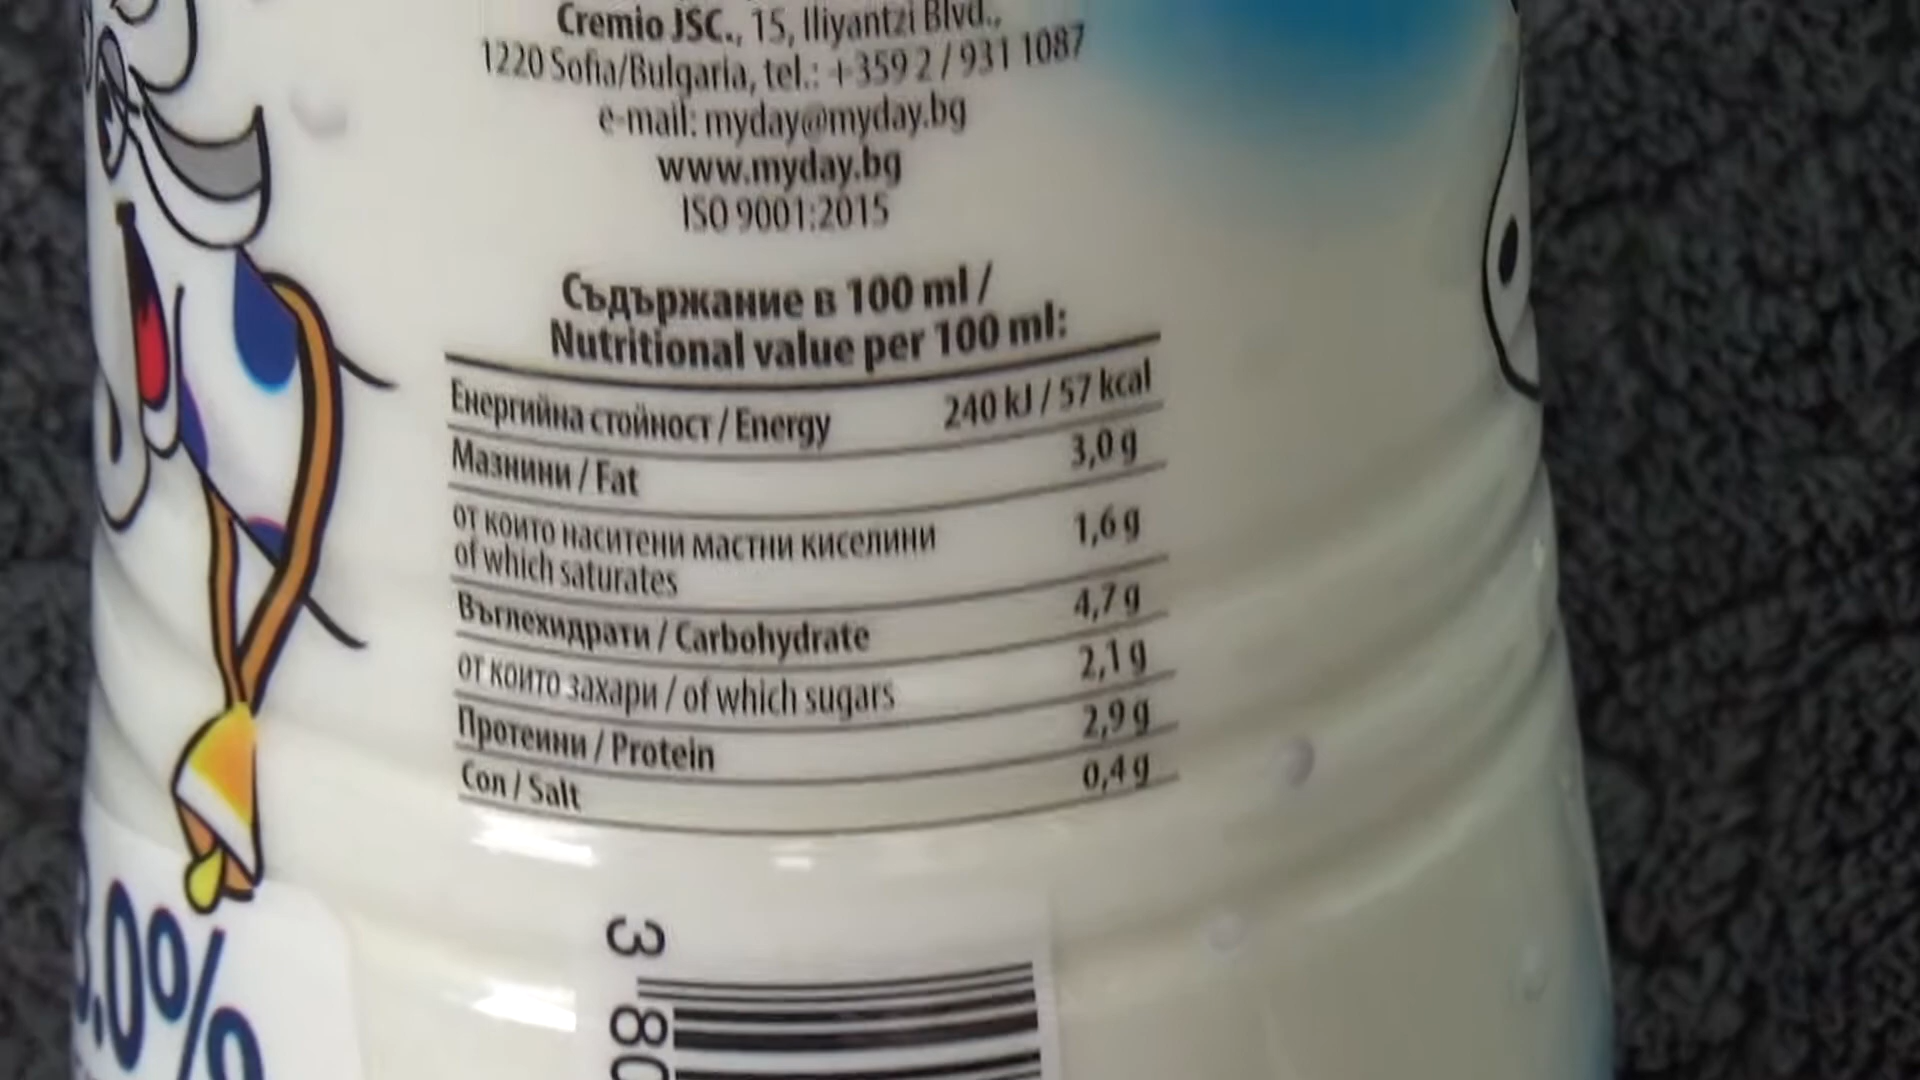 Cremio JSC., 15, Iliyantzi Blvd.,
1220 Sofia/Bulgaria, tel.: +359 2 / 931 1087
e-mail: myday@myday.bg
www.myday.bg
ISO 9001:2015
Съдържание в 100 ml /
Nutritional value per 100 ml:
Енергийна стойност / Energy 240 kJ / 57 kcal
Мазнини / Fat 3,0 g
от които наситени мастни киселини 1,6 g
of which saturates
Въглехидрати / Carbohydrate 4,7 g
от които захари / of which sugars 2,1 g
Протеини / Protein 2,9 g
Сол / Salt 0,4 g
3.0%
3
80